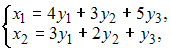 x₁ = 4y₁ + 3y₂ + 5y₃,
x₂ = 3y₁ + 2y₂ + y₃,